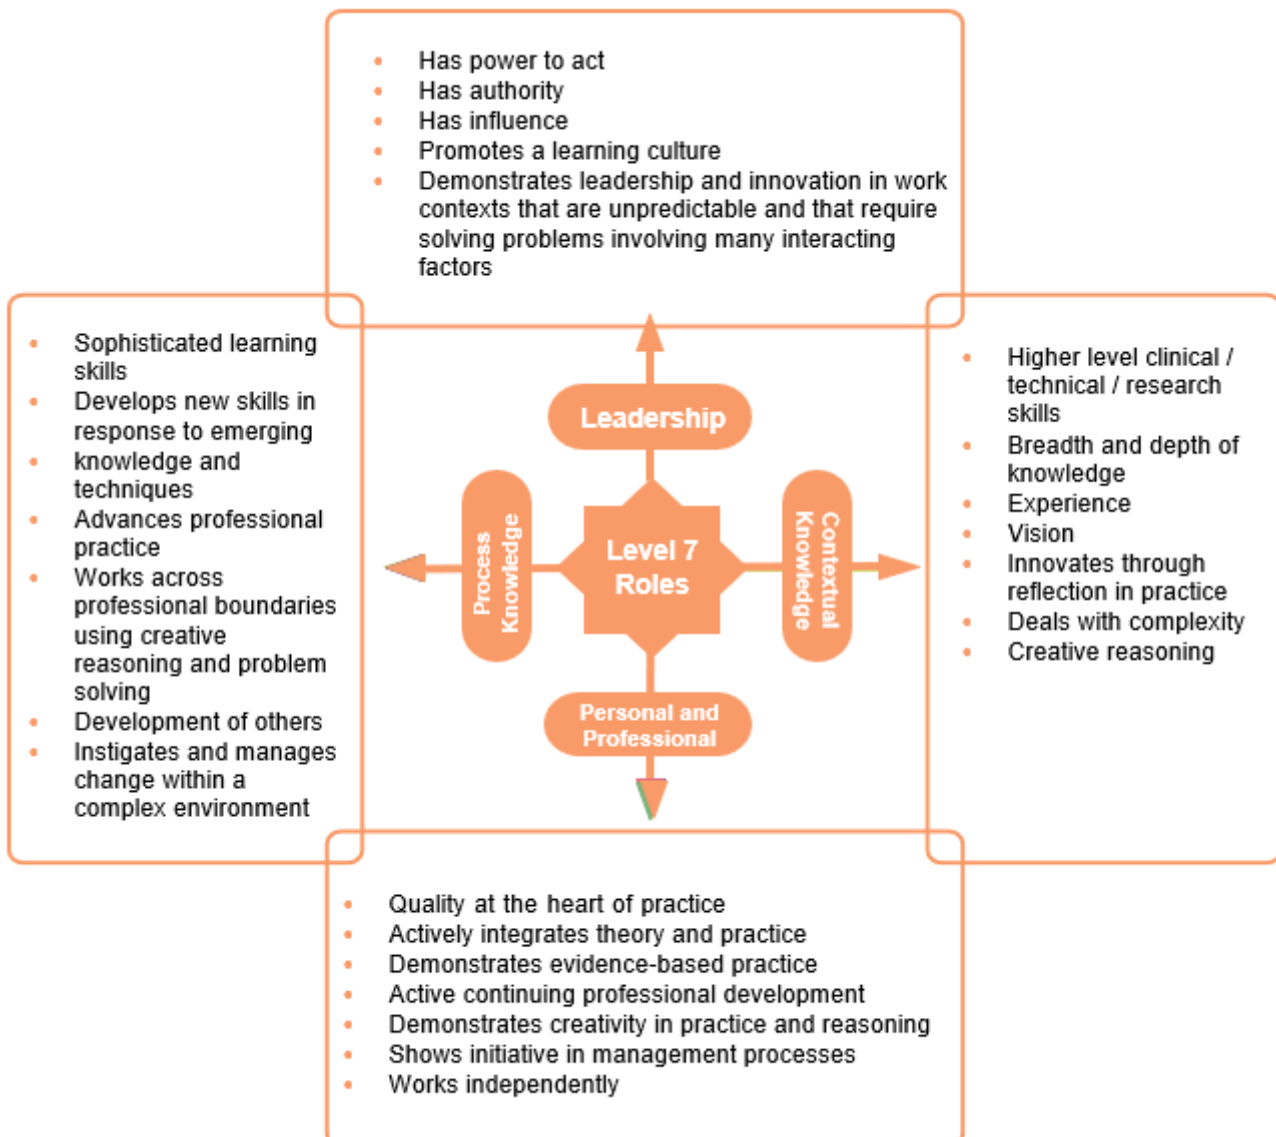 • Has power to act
• Has authority
• Has influence
• Promotes a learning culture
• Demonstrates leadership and innovation in work
contexts that are unpredictable and that require
solving problems involving many interacting
factors
• Sophisticated learning
skills
• Develops new skills in
response to emerging
• knowledge and
techniques
• Advances professional
practice
• Works across
professional boundaries
using creative
reasoning and problem
solving
• Development of others
• Instigates and manages
change within a
complex environment
Leadership
Process
Knowledge
Level 7
Roles
Contextual
Knowledge
Personal and
Professional
• Higher level clinical /
technical / research
skills
• Breadth and depth of
knowledge
• Experience
• Vision
• Innovates through
reflection in practice
• Deals with complexity
• Creative reasoning
• Quality at the heart of practice
• Actively integrates theory and practice
• Demonstrates evidence-based practice
• Active continuing professional development
• Demonstrates creativity in practice and reasoning
• Shows initiative in management processes
• Works independently